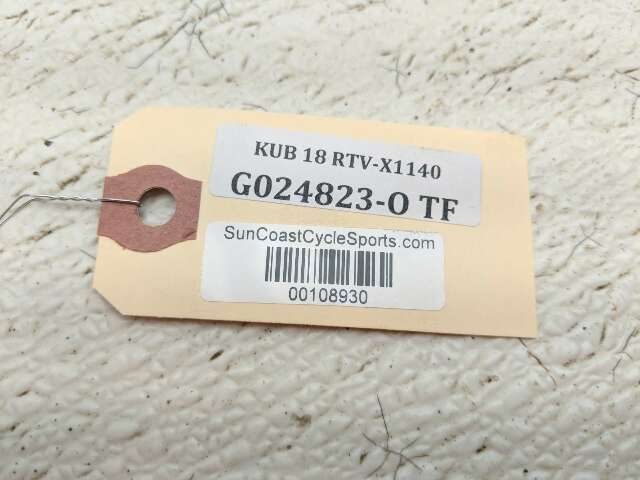 KUB 18 RTV-X1140
G024823-O TF
SunCoastCycleSports.com
00108930